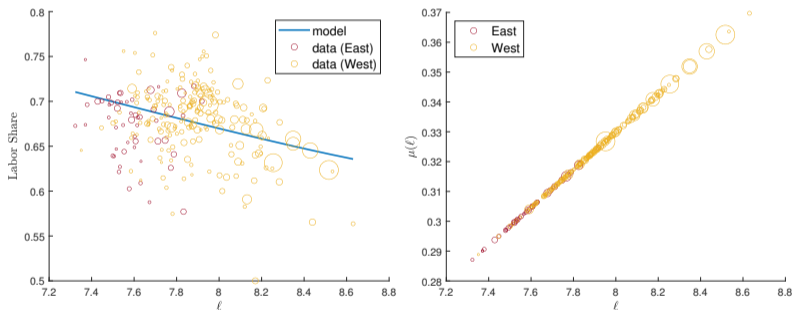 0.8
0.75
0.7
0.65
0.6
0.55
0.5
7.2 7.4 7.6 7.8 8 8.2 8.4 8.6 8.8
Labor Share
ℓ
model
data (East)
data (West)
0.37
0.36
0.35
0.34
0.33
0.32
0.31
0.3
0.29
0.28
7.2 7.4 7.6 7.8 8 8.2 8.4 8.6 8.8
μ(ℓ)
ℓ
East
West